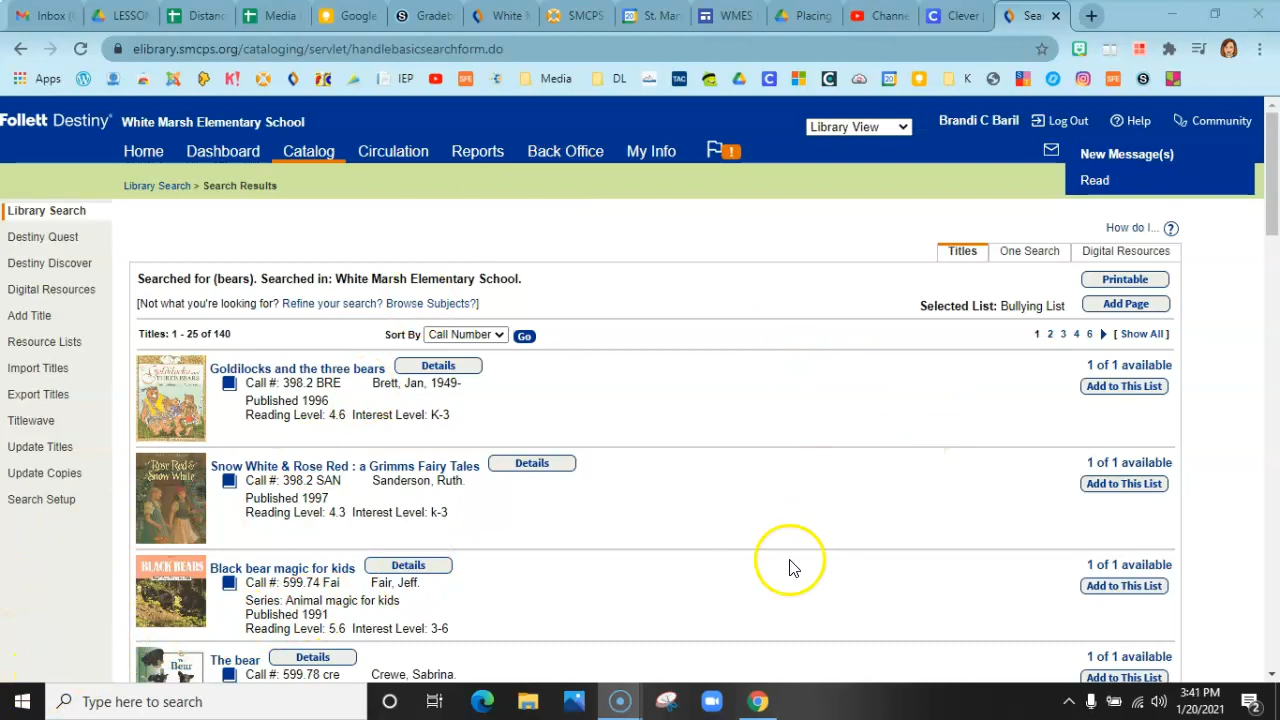 Inbox (
LESSO
Distanc
Media
Google
Gradeb
White M
SMCPS
St. Mar
WMES
Placing
Channe
Clever
Sea
elibrary.smcps.org/cataloging/servlet/handlebasicsearchform.do
Apps
K!
IEP
SFE
Media
DL
TAC
K
SFE
Follett Destiny
White Marsh Elementary School
Library View
Brandi C Baril
Log Out
Help
Community
Home
Dashboard
Catalog
Circulation
Reports
Back Office
My Info
New Message(s)
Read
Library Search > Search Results
Library Search
Destiny Quest
Destiny Discover
Digital Resources
Add Title
Resource Lists
Import Titles
Export Titles
Titlewave
Update Titles
Update Copies
Search Setup
How do I... ?
Titles
One Search
Digital Resources
Searched for (bears). Searched in: White Marsh Elementary School.
Printable
[Not what you're looking for? Refine your search? Browse Subjects?]
Selected List: Bullying List
Add Page
Titles: 1 - 25 of 140
Sort By Call Number Go
1 2 3 4 6 [ Show All ]
Goldilocks and the three bears Details
1 of 1 available
Call #: 398.2 BRE Brett, Jan, 1949-
Add to This List
Published 1996
Reading Level: 4.6 Interest Level: K-3
Snow White & Rose Red : a Grimms Fairy Tales Details
1 of 1 available
Call #: 398.2 SAN Sanderson, Ruth.
Add to This List
Published 1997
Reading Level: 4.3 Interest Level: k-3
ROSE RED &
SNOW WHITE
Black bear magic for kids Details
1 of 1 available
Call #: 599.74 Fai Fair, Jeff.
Add to This List
Series: Animal magic for kids
Published 1991
Reading Level: 5.6 Interest Level: 3-6
BLACK BEARS
The bear Details
1 of 1 available
Call #: 599.78 cre Crewe, Sabrina.
Add to This List
The
Bear
Type here to search
3:41 PM
1/20/2021
2